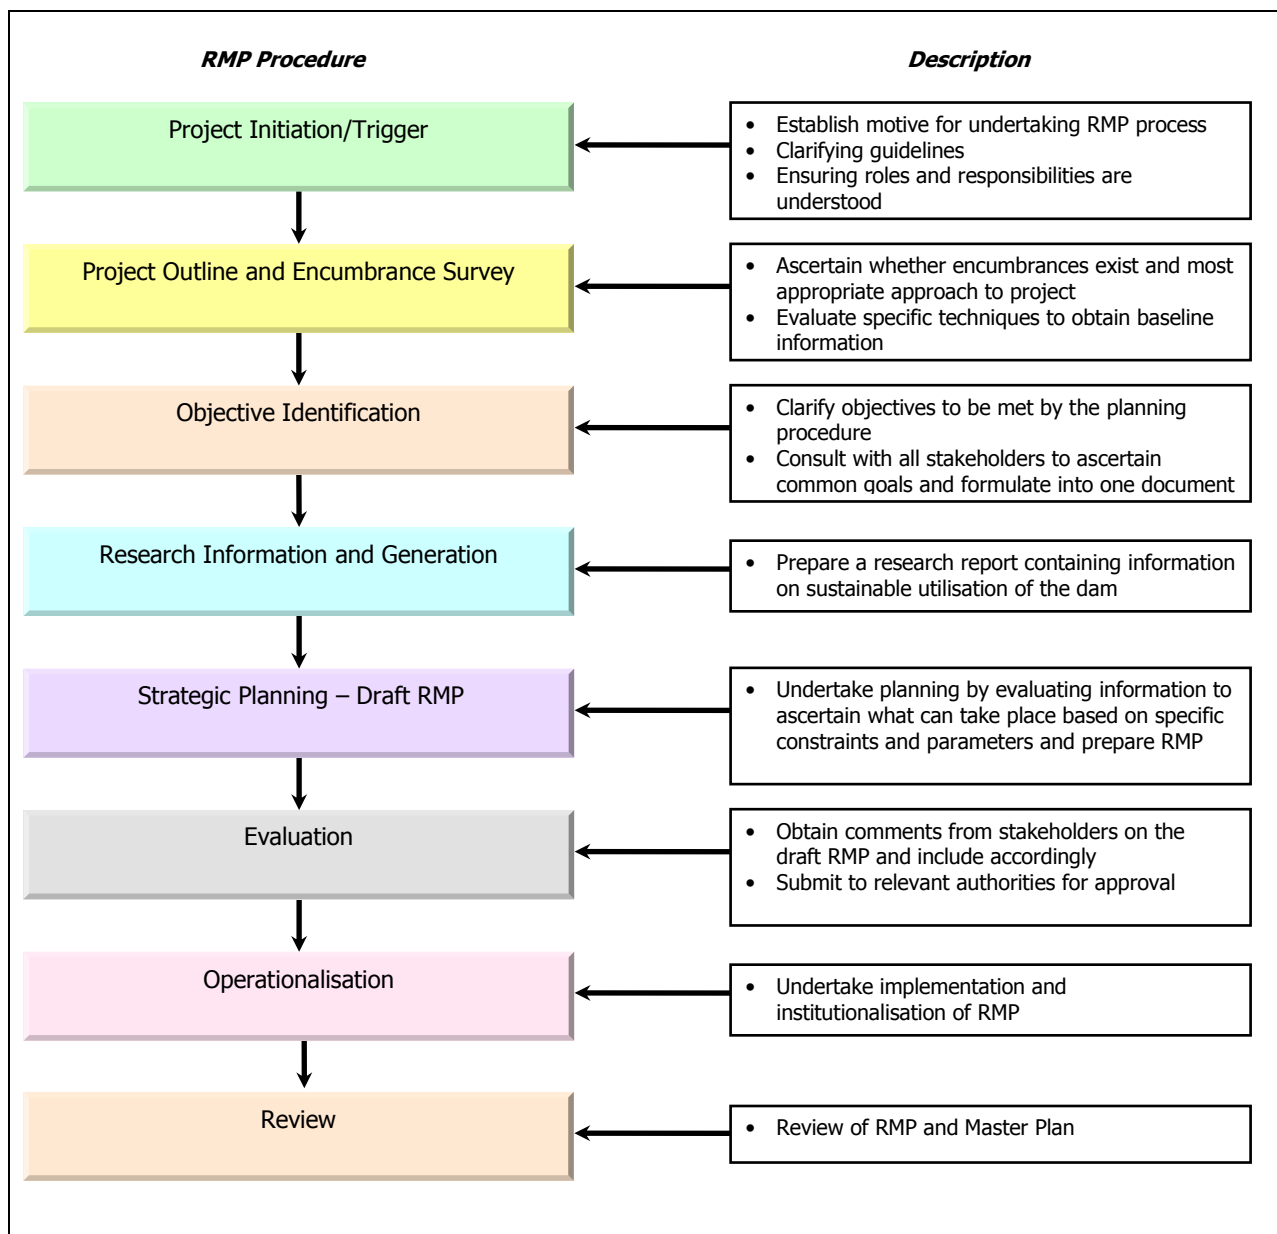 RMP Procedure
Description
Project Initiation/Trigger
• Establish motive for undertaking RMP process
• Clarifying guidelines
• Ensuring roles and responsibilities are
understood
Project Outline and Encumbrance Survey
• Ascertain whether encumbrances exist and most
appropriate approach to project
• Evaluate specific techniques to obtain baseline
information
Objective Identification
• Clarify objectives to be met by the planning
procedure
• Consult with all stakeholders to ascertain
common goals and formulate into one document
Research Information and Generation
• Prepare a research report containing information
on sustainable utilisation of the dam
Strategic Planning – Draft RMP
• Undertake planning by evaluating information to
ascertain what can take place based on specific
constraints and parameters and prepare RMP
Evaluation
• Obtain comments from stakeholders on the
draft RMP and include accordingly
• Submit to relevant authorities for approval
Operationalisation
• Undertake implementation and
institutionalisation of RMP
Review
• Review of RMP and Master Plan